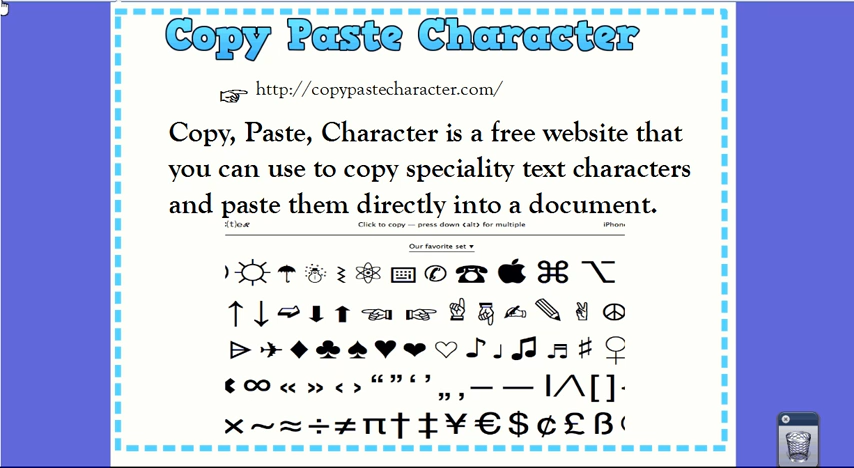 Copy Paste Character
☞ http://copypastecharacter.com/
Copy, Paste, Character is a free website that
you can use to copy speciality text characters
and paste them directly into a document.
Click to copy — press down (alt) for multiple
Our favorite set ▾
☼ ☂ ☃ ⌇ ⚛ ⌨ ✆ ☎  ⌘ ⌥
↑ ↓ ➫ ⬇ ⬆ ☜ ☞ ☝ ☟ ✍ ✎ ✌ ☮
⩥ ✈ ◆ ♣ ♠ ♥ ❤ ♡ ♪ ♩ ♫ ♬ ♯ ♀
∞ « » ‹ › “ ” ‘ ’ „ ‚ – — | / \ [ ]
× ~ ≈ ÷ ≠ π † ‡ ¥ € $ ¢ £ ß